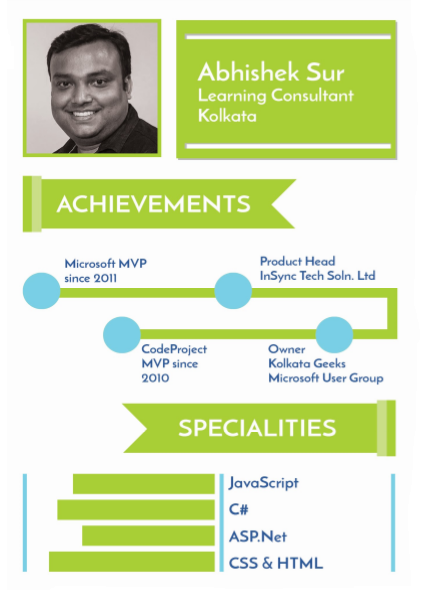 Abhishek Sur
Learning Consultant
Kolkata
ACHIEVEMENTS
Microsoft MVP
since 2011
Product Head
InSync Tech Soln. Ltd
CodeProject
MVP since
2010
Owner
Kolkata Geeks
Microsoft User Group
SPECIALITIES
JavaScript
C#
ASP.Net
CSS & HTML